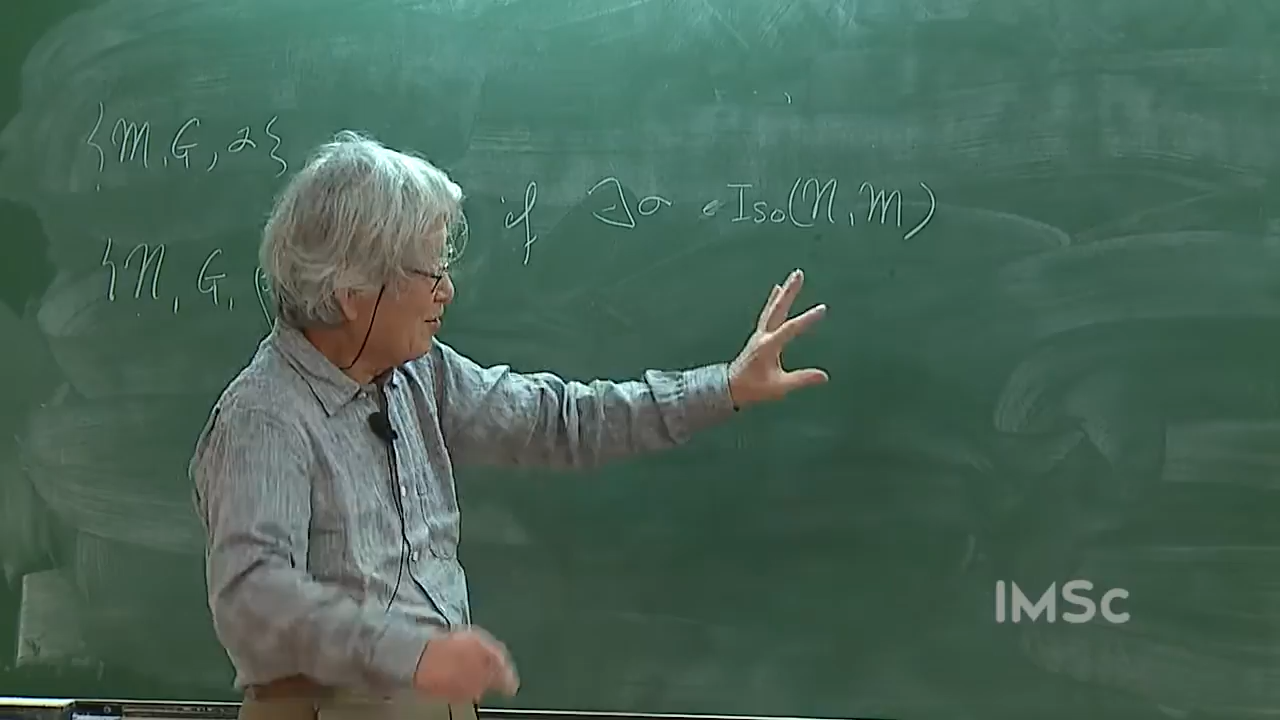 {M, G, α}
if ∃σ ∈ Iso(N, M)
{N, G, β
IMSc